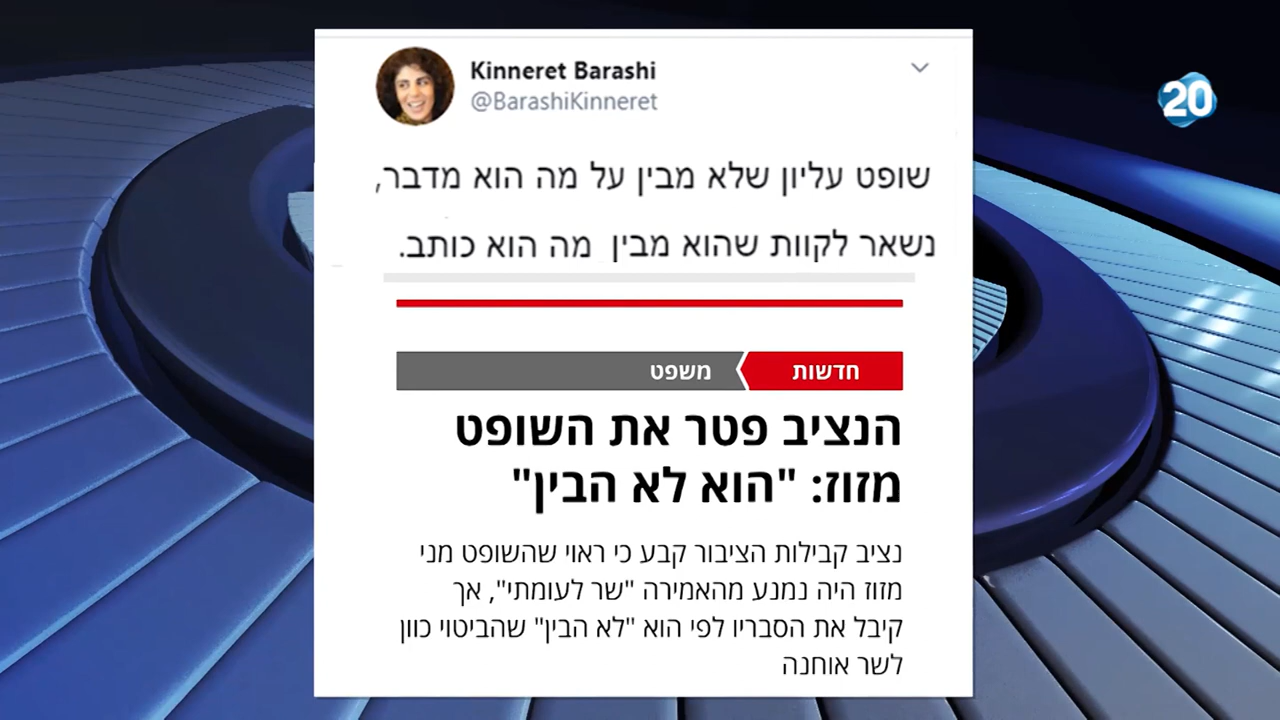 Kinneret Barashi
@BarashiKinneret
20
שופט עליון שלא מבין על מה הוא מדבר,
נשאר לקוות שהוא מבין מה הוא כותב.
חדשות
משפט
הנציב פטר את השופט
מזוז: "הוא לא הבין"
נציב קבילות הציבור קבע כי ראוי שהשופט מני
מזוז היה נמנע מהאמירה "שר לעומתי", אך
קיבל את הסבריו לפי הוא "לא הבין" שהביטוי כוון
לשר אוחנה